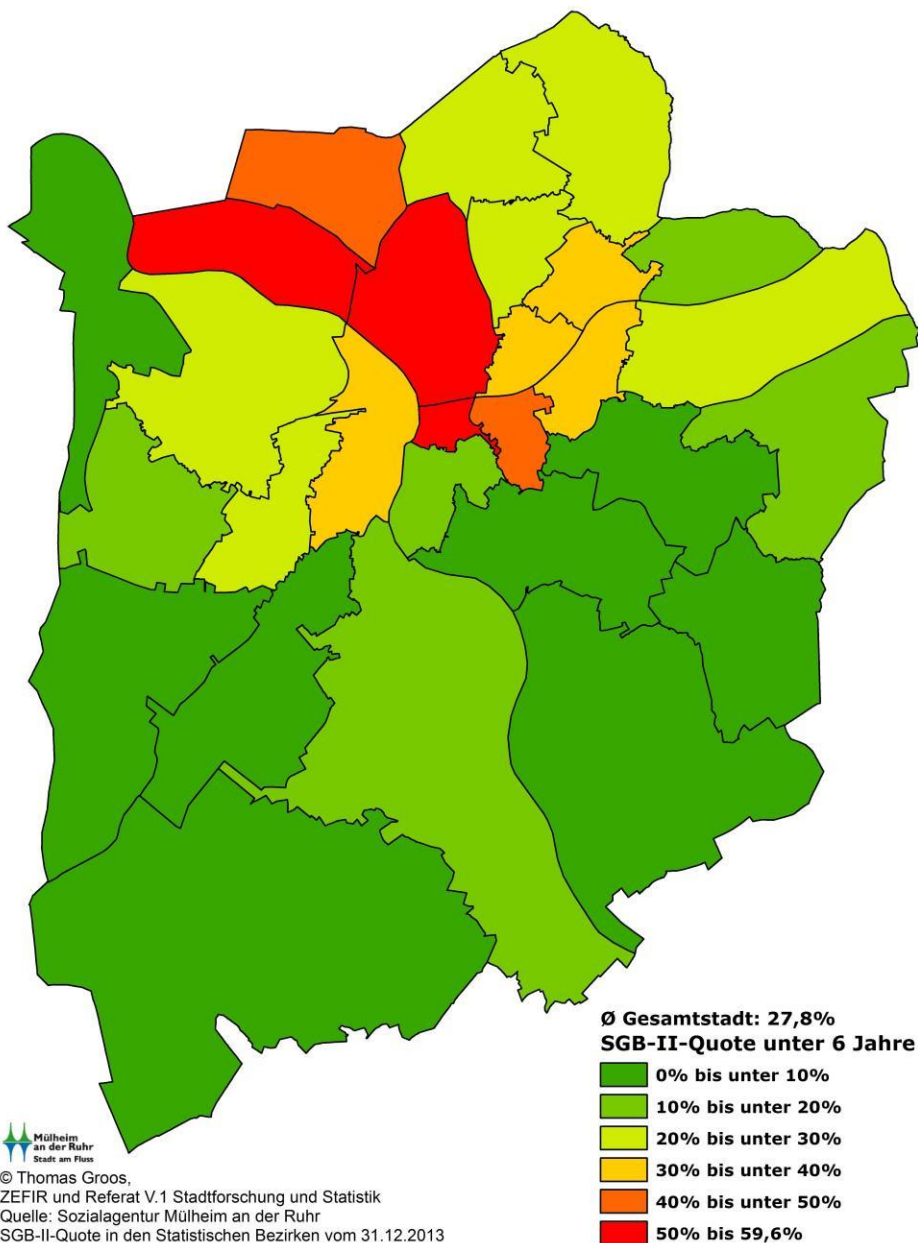 Ø Gesamtstadt: 27,8%
SGB-II-Quote unter 6 Jahre
0% bis unter 10%
10% bis unter 20%
20% bis unter 30%
30% bis unter 40%
40% bis unter 50%
50% bis 59,6%
Mülheim
an der Ruhr
Stadt am Fluss
© Thomas Groos,
ZEFIR und Referat V.1 Stadtforschung und Statistik
Quelle: Sozialagentur Mülheim an der Ruhr
SGB-II-Quote in den Statistischen Bezirken vom 31.12.2013